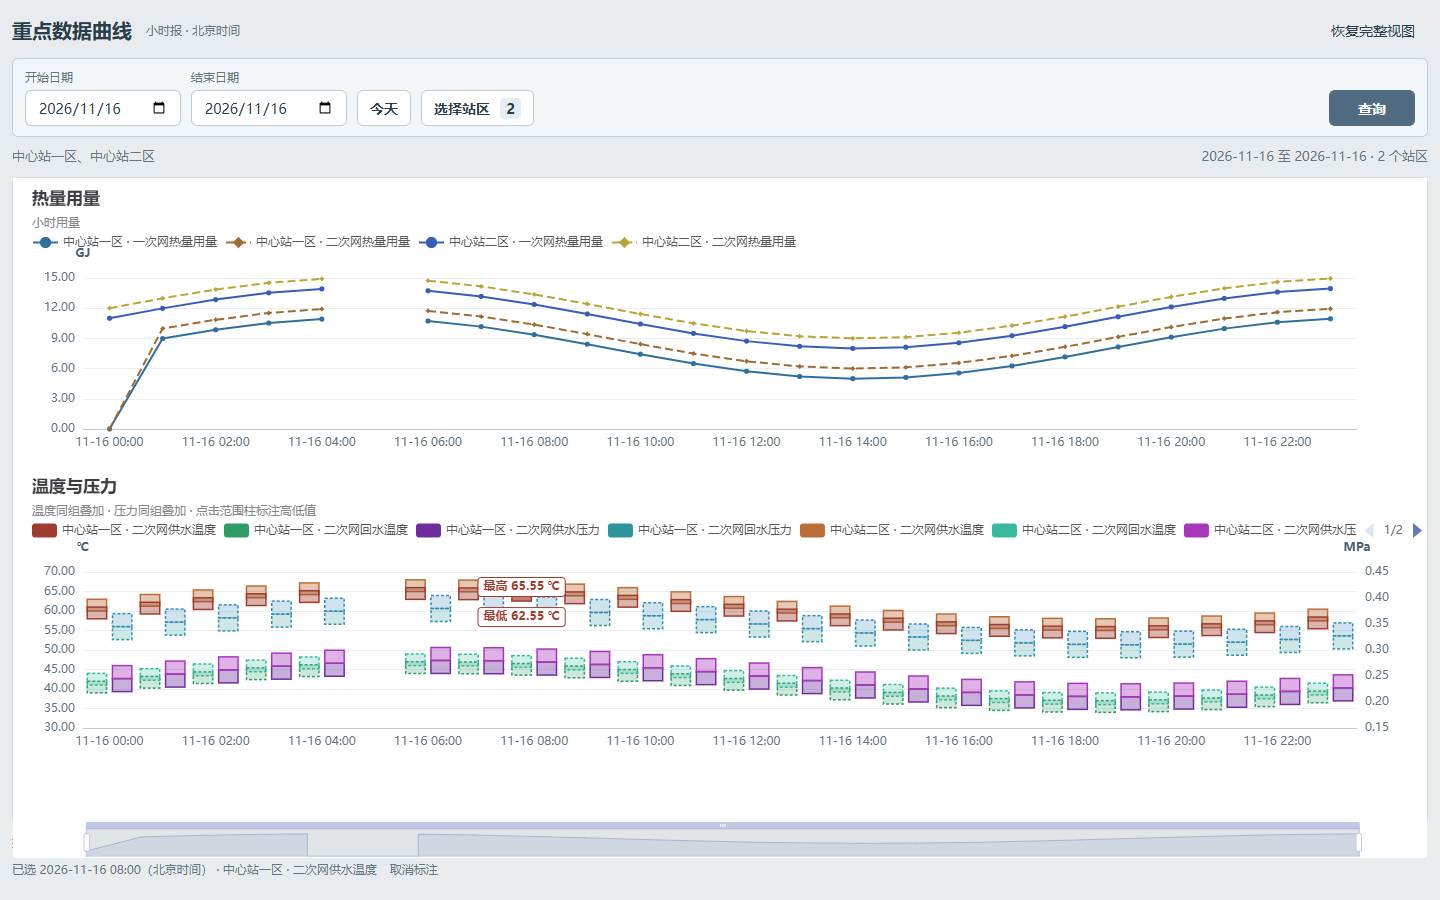 重点数据曲线 小时报 · 北京时间 恢复完整视图
开始日期 结束日期
2026/11/16 2026/11/16 今天 选择站区 2 查询
中心站一区、中心站二区 2026-11-16 至 2026-11-16 · 2 个站区
热量用量
小时用量
中心站一区 · 一次网热量用量 中心站一区 · 二次网热量用量 中心站二区 · 一次网热量用量 中心站二区 · 二次网热量用量
GJ
15.00
12.00
9.00
6.00
3.00
0.00
11-16 00:00 11-16 02:00 11-16 04:00 11-16 06:00 11-16 08:00 11-16 10:00 11-16 12:00 11-16 14:00 11-16 16:00 11-16 18:00 11-16 20:00 11-16 22:00
温度与压力
温度同组叠加 · 压力同组叠加 · 点击范围柱标注高低值
中心站一区 · 二次网供水温度 中心站一区 · 二次网回水温度 中心站一区 · 二次网供水压力 中心站一区 · 二次网回水压力 中心站二区 · 二次网供水温度 中心站二区 · 二次网回水温度 中心站二区 · 二次网供水压 1/2
℃ MPa
70.00 0.45
65.00 最高 65.55 ℃ 0.40
60.00 最低 62.55 ℃ 0.35
55.00 0.30
50.00 0.25
45.00 0.20
40.00 0.15
35.00
30.00
11-16 00:00 11-16 02:00 11-16 04:00 11-16 06:00 11-16 08:00 11-16 10:00 11-16 12:00 11-16 14:00 11-16 16:00 11-16 18:00 11-16 20:00 11-16 22:00
已选 2026-11-16 08:00（北京时间） · 中心站一区 · 二次网供水温度 取消标注